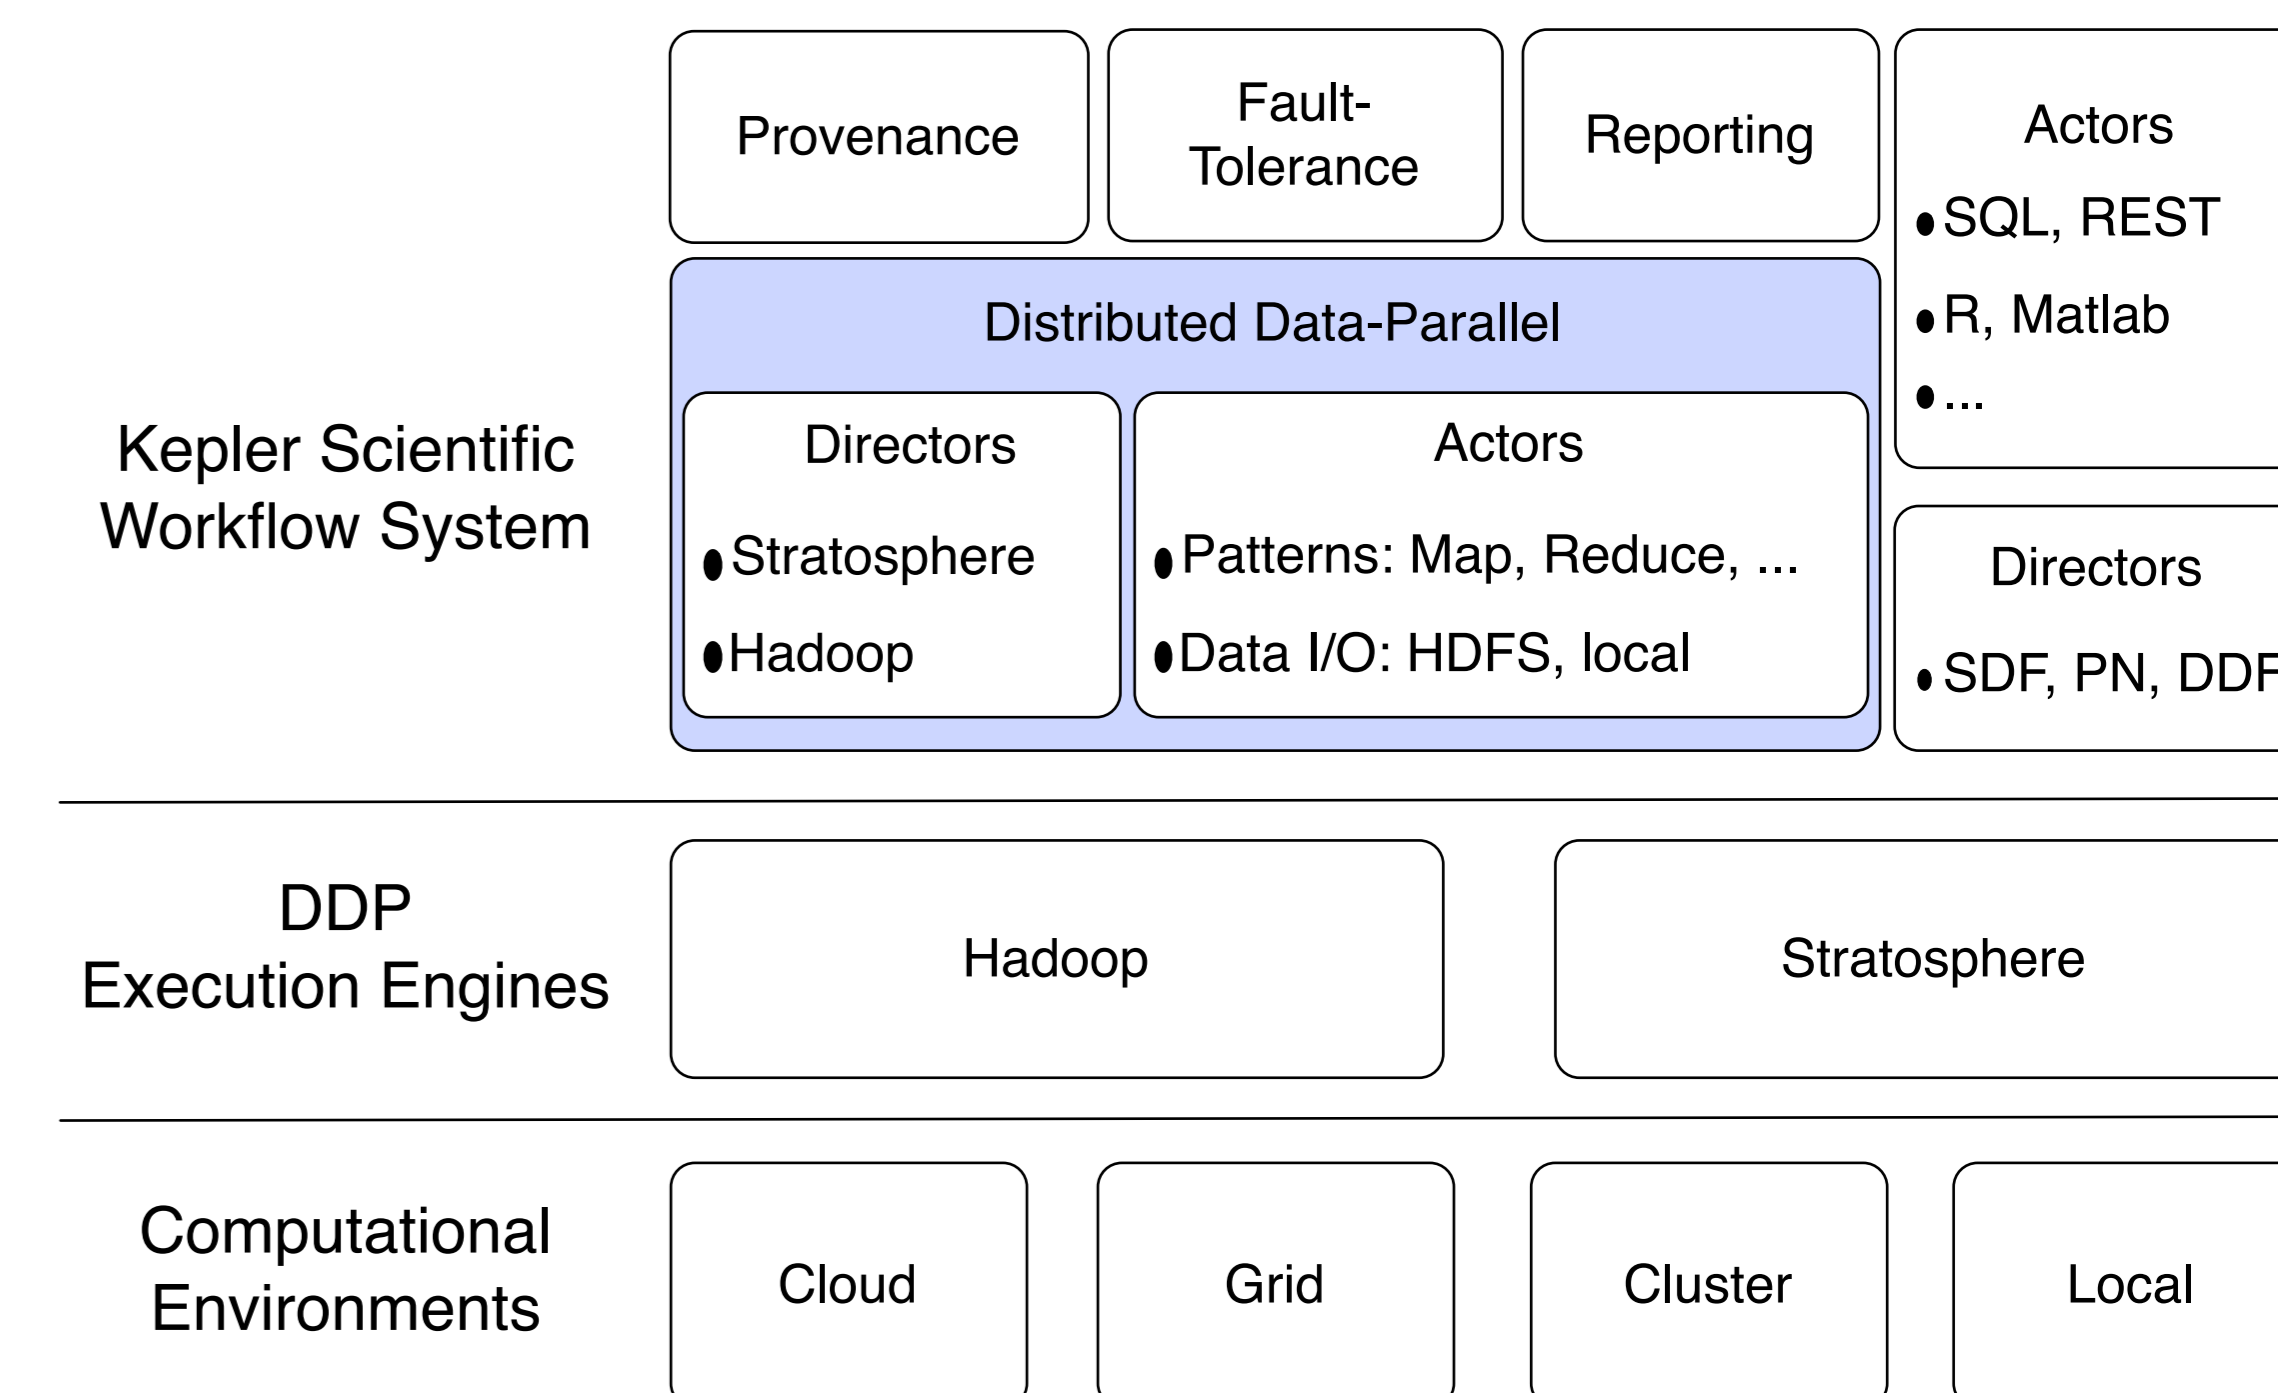 Kepler Scientific
Workflow System
Provenance
Fault-
Tolerance
Reporting
Actors
•SQL, REST
•R, Matlab
•...
Distributed Data-Parallel
Directors
•Stratosphere
•Hadoop
Actors
•Patterns: Map, Reduce, ...
•Data I/O: HDFS, local
Directors
•SDF, PN, DDF
DDP
Execution Engines
Hadoop
Stratosphere
Computational
Environments
Cloud
Grid
Cluster
Local